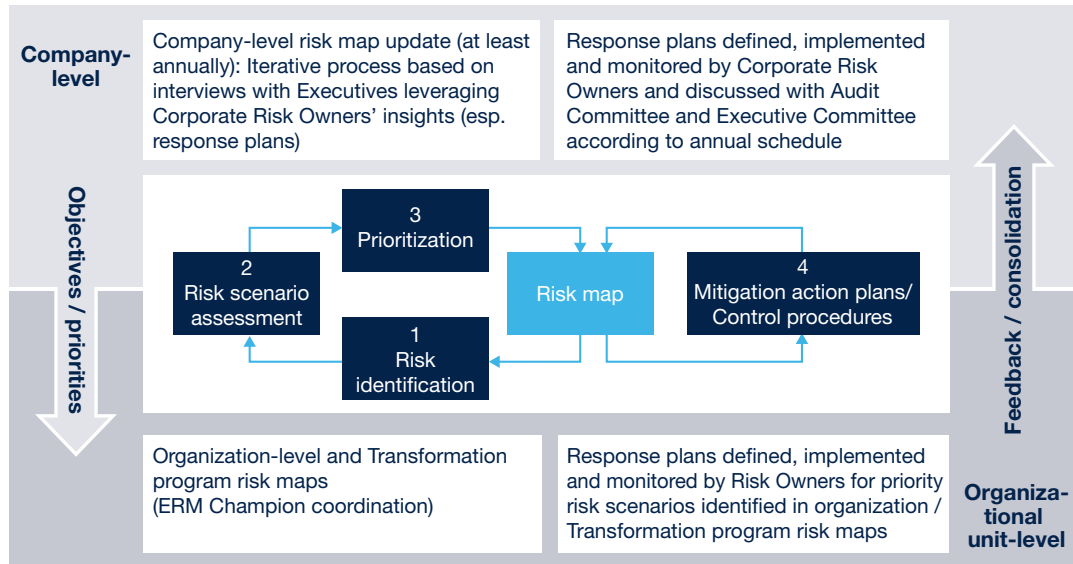 Company-
level
Company-level risk map update (at least
annually): Iterative process based on
interviews with Executives leveraging
Corporate Risk Owners’ insights (esp.
response plans)
Response plans defined, implemented
and monitored by Corporate Risk
Owners and discussed with Audit
Committee and Executive Committee
according to annual schedule
Objectives / priorities
3
Prioritization
2
Risk scenario
assessment
1
Risk
identification
Risk map
4
Mitigation action plans/
Control procedures
Feedback / consolidation
Organization-level and Transformation
program risk maps
(ERM Champion coordination)
Response plans defined, implemented
and monitored by Risk Owners for priority
risk scenarios identified in organization /
Transformation program risk maps
Organiza-
tional
unit-level